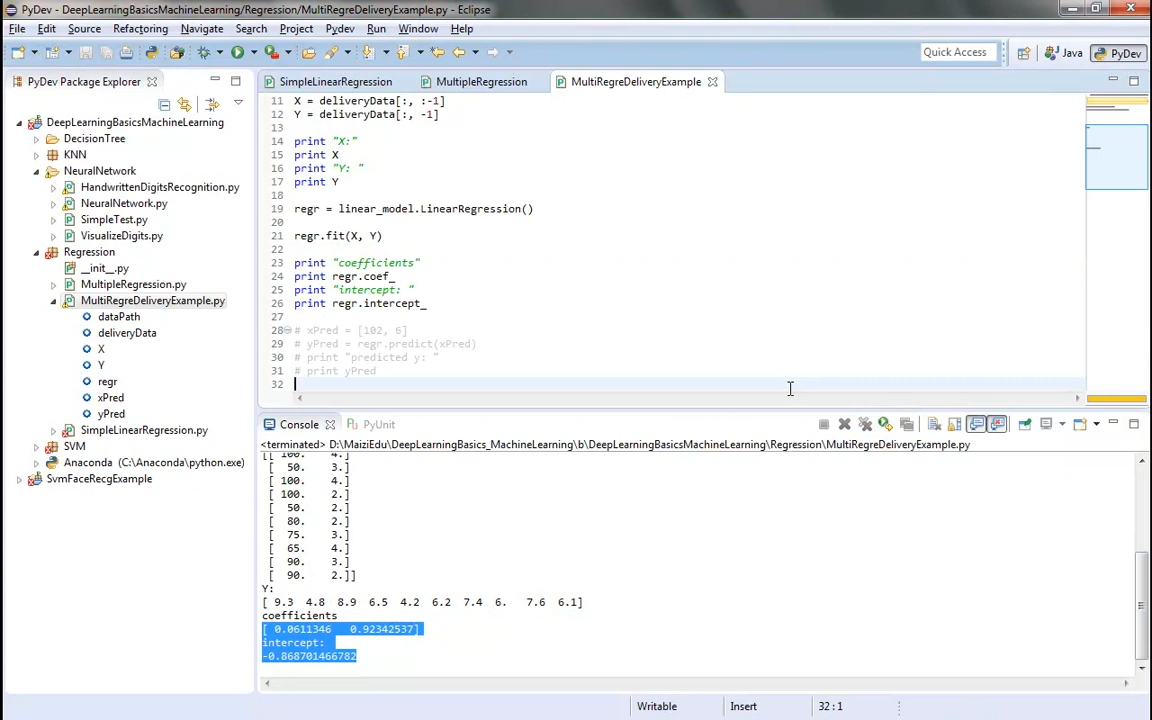 PyDev - DeepLearningBasicsMachineLearning/Regression/MultiRegreDeliveryExample.py - Eclipse
File Edit Source Refactoring Navigate Search Project Pydev Run Window Help
Quick Access Java PyDev
PyDev Package Explorer
DeepLearningBasicsMachineLearning
DecisionTree
KNN
NeuralNetwork
HandwrittenDigitsRecognition.py
NeuralNetwork.py
SimpleTest.py
VisualizeDigits.py
Regression
__init__.py
MultipleRegression.py
MultiRegreDeliveryExample.py
dataPath
deliveryData
X
Y
regr
xPred
yPred
SimpleLinearRegression.py
SVM
Anaconda (C:\Anaconda\python.exe)
SvmFaceRecgExample
SimpleLinearRegression MultipleRegression MultiRegreDeliveryExample
11 X = deliveryData[:, :-1]
12 Y = deliveryData[:, -1]
13
14 print "X:"
15 print X
16 print "Y: "
17 print Y
18
19 regr = linear_model.LinearRegression()
20
21 regr.fit(X, Y)
22
23 print "coefficients"
24 print regr.coef_
25 print "intercept: "
26 print regr.intercept_
27
28 # xPred = [102, 6]
29 # yPred = regr.predict(xPred)
30 # print "predicted y: "
31 # print yPred
32
Console PyUnit
<terminated> D:\MaiziEdu\DeepLearningBasics_MachineLearning\b\DeepLearningBasicsMachineLearning\Regression\MultiRegreDeliveryExample.py
[[ 100. 4.]
[ 50. 3.]
[ 100. 4.]
[ 100. 2.]
[ 50. 2.]
[ 80. 2.]
[ 75. 3.]
[ 65. 4.]
[ 90. 3.]
[ 90. 2.]]
Y:
[ 9.3 4.8 8.9 6.5 4.2 6.2 7.4 6. 7.6 6.1]
coefficients
[ 0.0611346 0.92342537]
intercept:
-0.868701466782
Writable Insert 32 : 1